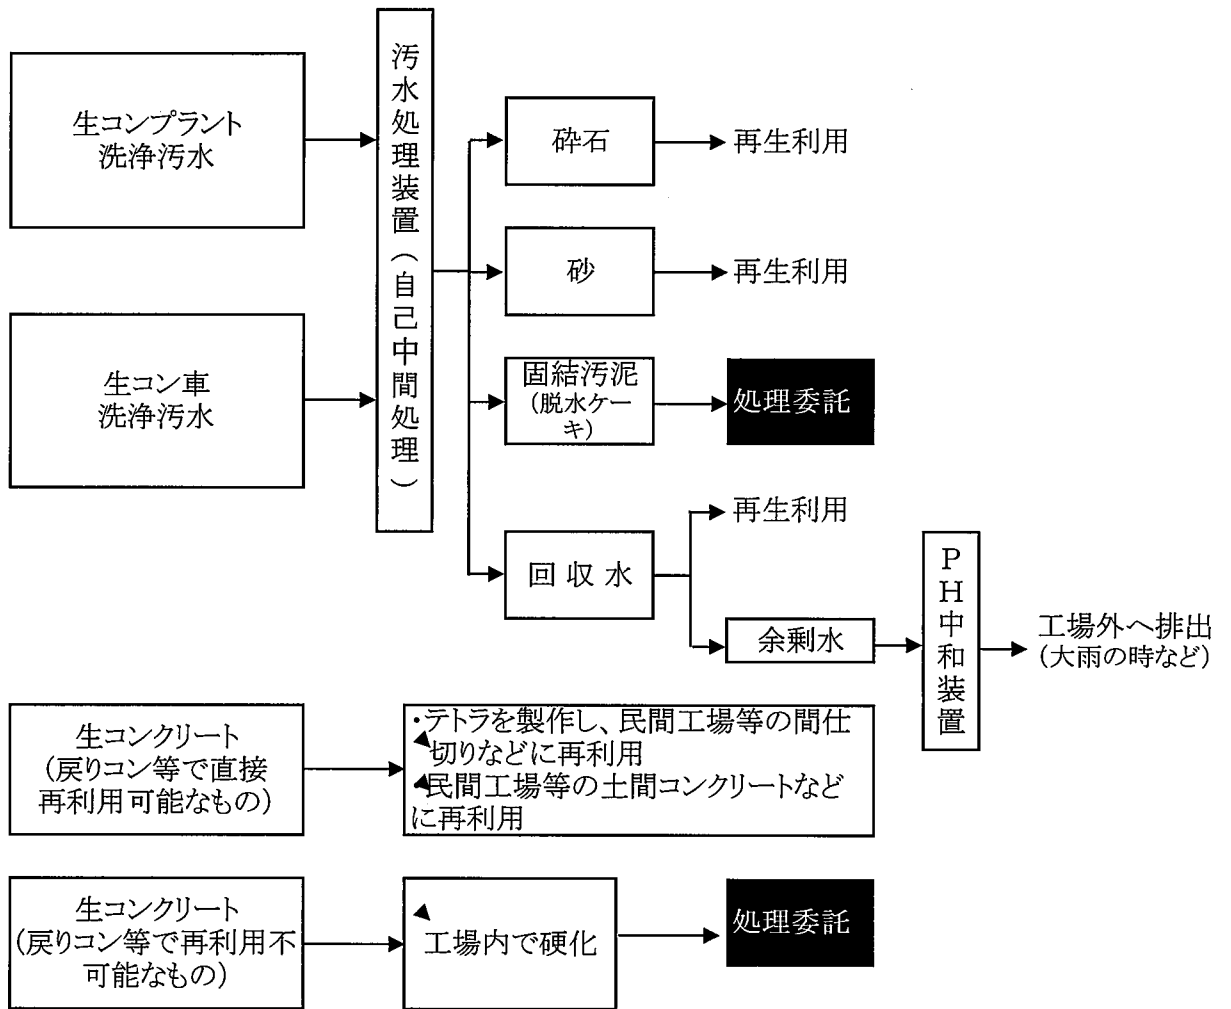 生コンプラント
洗浄汚水
生コン車
洗浄汚水
汚水処理装置(自己中間処理)
砕石
再生利用
砂
再生利用
固結汚泥
(脱水ケー
キ)
処理委託
回収水
再生利用
余剰水
PH中和装置
工場外へ排出
(大雨の時など)
生コンクリート
(戻りコン等で直接
再利用可能なもの)
・テトラを製作し、民間工場等の間仕
切りなどに再利用
・民間工場等の土間コンクリートなど
に再利用
生コンクリート
(戻りコン等で再利用不
可能なもの)
工場内で硬化
処理委託